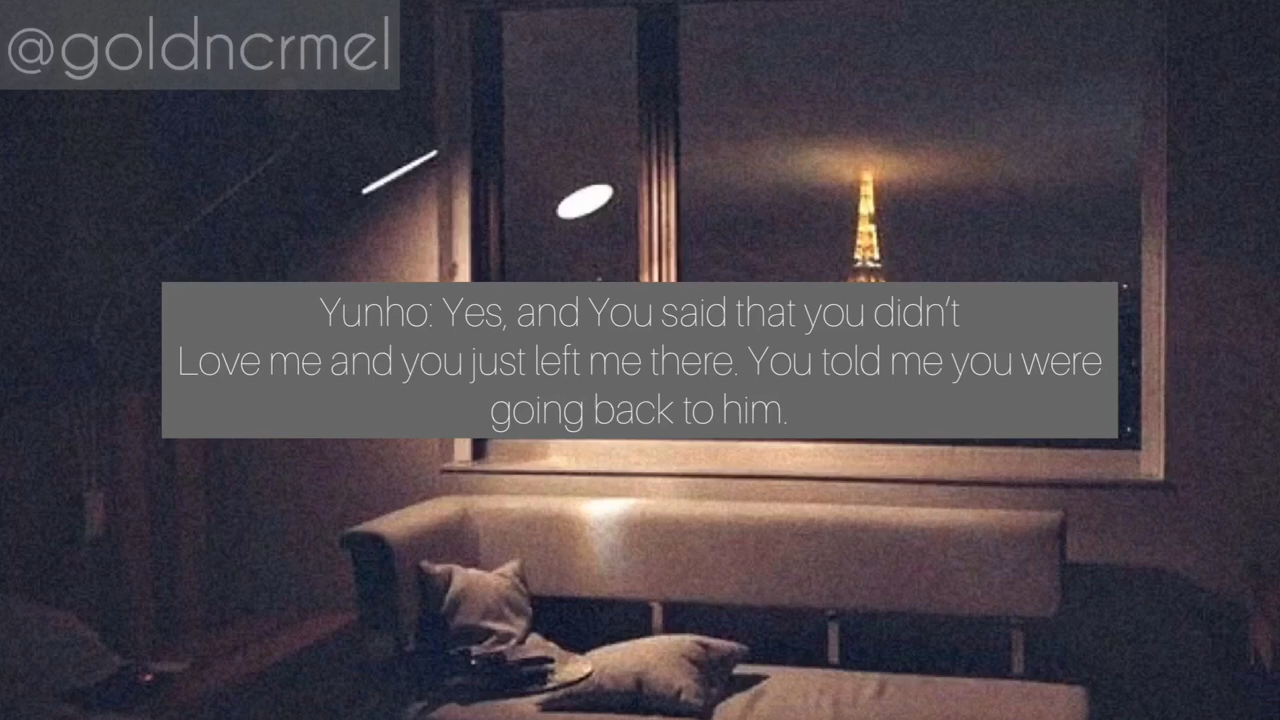 @goldncrmel
Yunho: Yes, and You said that you didn't
Love me and you just left me there. You told me you were
going back to him.